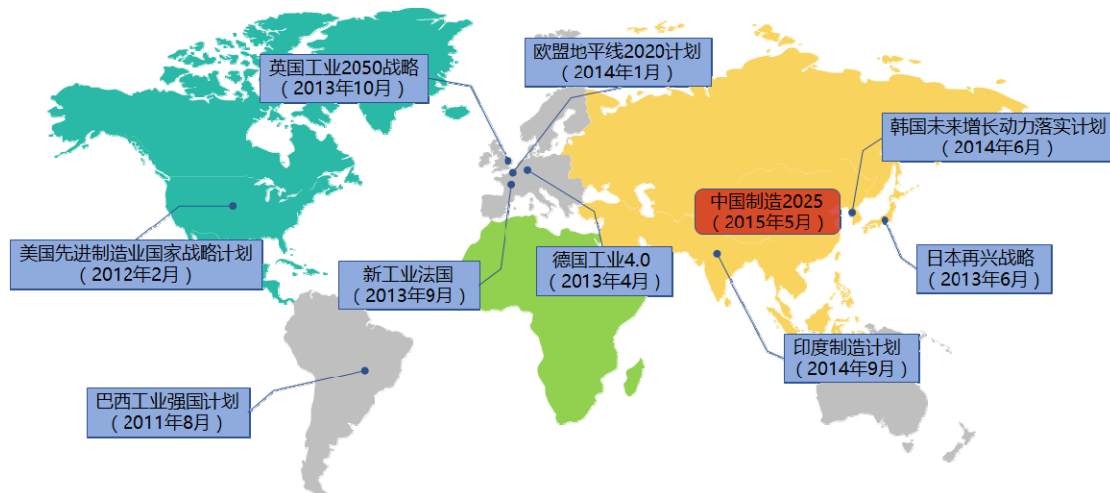 欧盟地平线2020计划
（2014年1月）
英国工业2050战略
（2013年10月）
韩国未来增长动力落实计划
（2014年6月）
中国制造2025
（2015年5月）
美国先进制造业国家战略计划
（2012年2月）
新工业法国
（2013年9月）
德国工业4.0
（2013年4月）
日本再兴战略
（2013年6月）
印度制造计划
（2014年9月）
巴西工业强国计划
（2011年8月）